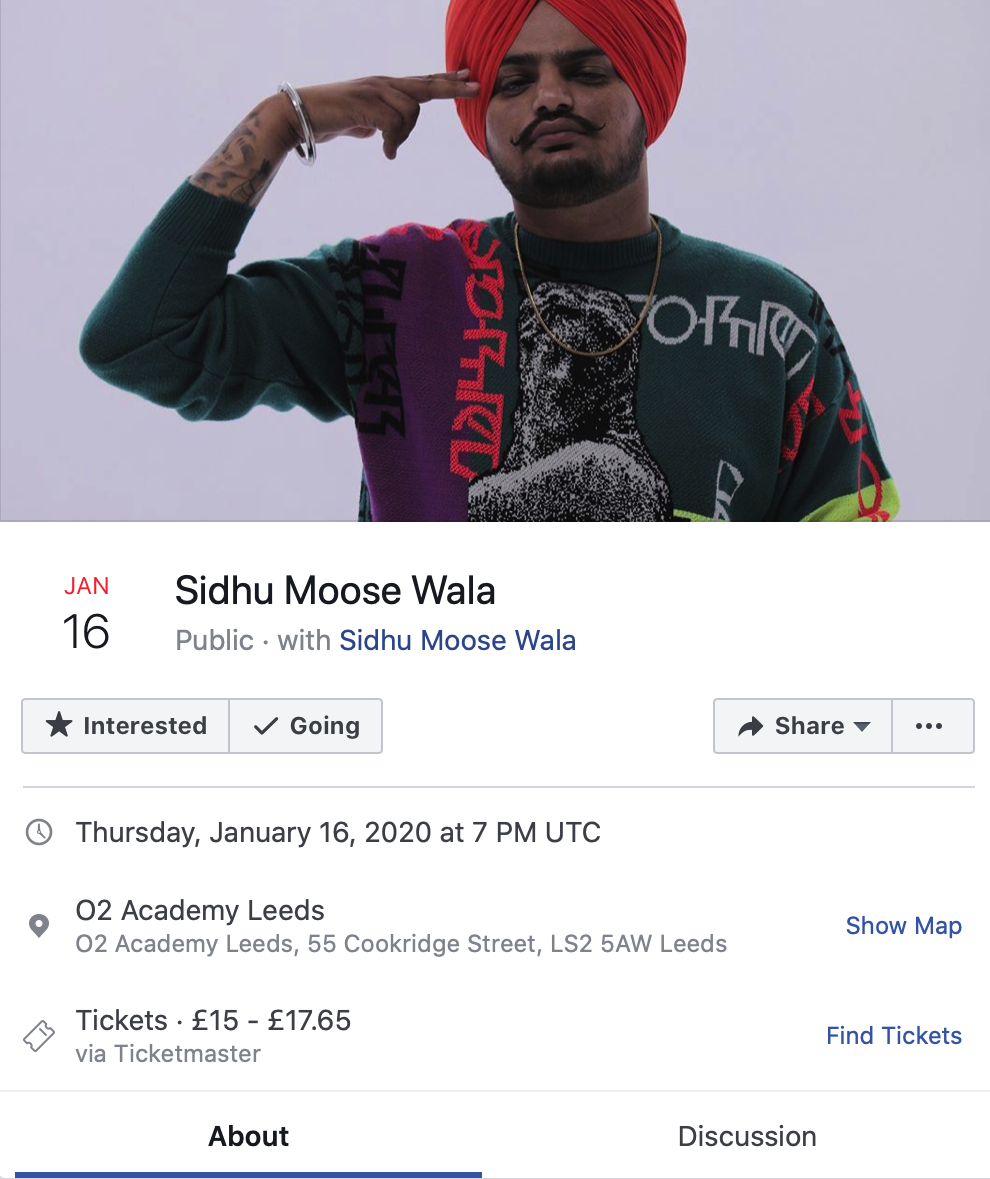 JAN
16
Sidhu Moose Wala
Public · with Sidhu Moose Wala
Interested
Going
Share
Thursday, January 16, 2020 at 7 PM UTC
O2 Academy Leeds
O2 Academy Leeds, 55 Cookridge Street, LS2 5AW Leeds
Show Map
Tickets · £15 - £17.65
via Ticketmaster
Find Tickets
About
Discussion